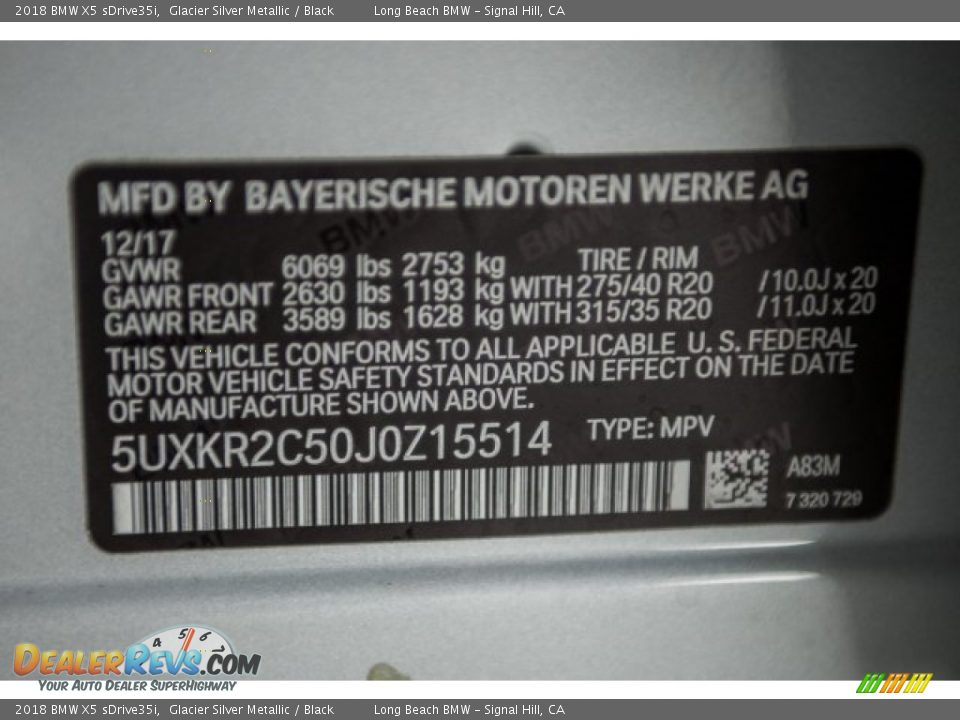 2018 BMW X5 sDrive35i, Glacier Silver Metallic / Black Long Beach BMW - Signal Hill, CA
MFD BY BAYERISCHE MOTOREN WERKE AG
12/17
GVWR 6069 lbs 2753 kg TIRE / RIM
GAWR FRONT 2630 lbs 1193 kg WITH 275/40 R20 /10.0J x 20
GAWR REAR 3589 lbs 1628 kg WITH 315/35 R20 /11.0J x 20
THIS VEHICLE CONFORMS TO ALL APPLICABLE U. S. FEDERAL
MOTOR VEHICLE SAFETY STANDARDS IN EFFECT ON THE DATE
OF MANUFACTURE SHOWN ABOVE.
5UXKR2C50J0Z15514 TYPE: MPV
A83M
7 320 729
4 5 6
DEALERREVS.COM
YOUR AUTO DEALER SUPERHIGHWAY
2018 BMW X5 sDrive35i, Glacier Silver Metallic / Black Long Beach BMW - Signal Hill, CA